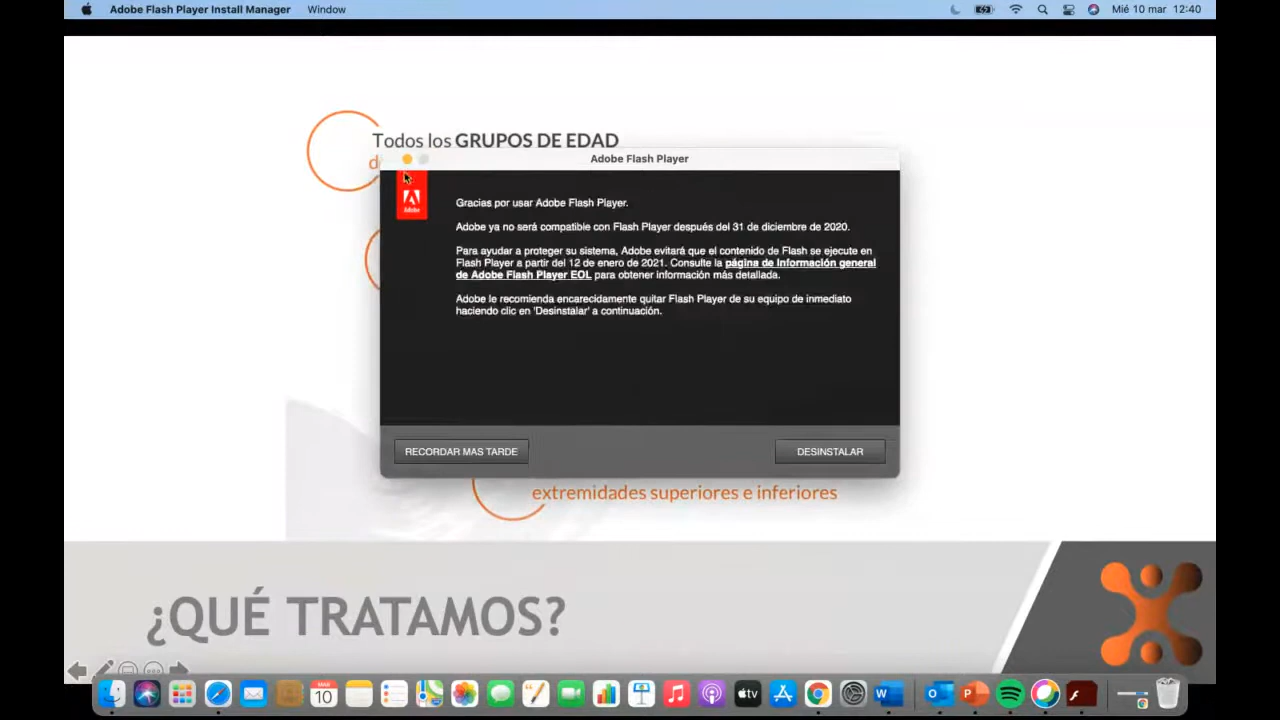 Adobe Flash Player Install Manager Window
Mié 10 mar 12:40
Todos los GRUPOS DE EDAD
d
Adobe Flash Player
Adobe
Gracias por usar Adobe Flash Player.
Adobe ya no será compatible con Flash Player después del 31 de diciembre de 2020.
Para ayudar a proteger su sistema, Adobe evitará que el contenido de Flash se ejecute en
Flash Player a partir del 12 de enero de 2021. Consulte la página de información general
de Adobe Flash Player EOL para obtener información más detallada.
Adobe le recomienda encarecidamente quitar Flash Player de su equipo de inmediato
haciendo clic en 'Desinstalar' a continuación.
RECORDAR MAS TARDE
DESINSTALAR
extremidades superiores e inferiores
¿QUÉ TRATAMOS?
MAR
10
tv
W
O
P